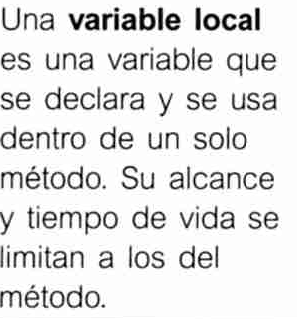 Una variable local
es una variable que
se declara y se usa
dentro de un solo
método. Su alcance
y tiempo de vida se
limitan a los del
método.